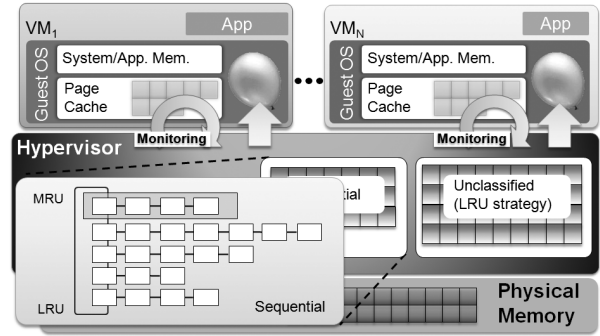 VM1
App
Guest OS
System/App. Mem.
Page
Cache
Monitoring
VMN
App
Guest OS
System/App. Mem.
Page
Cache
Monitoring
Hypervisor
Unclassified
(LRU strategy)
MRU
LRU
Sequential
Physical
Memory